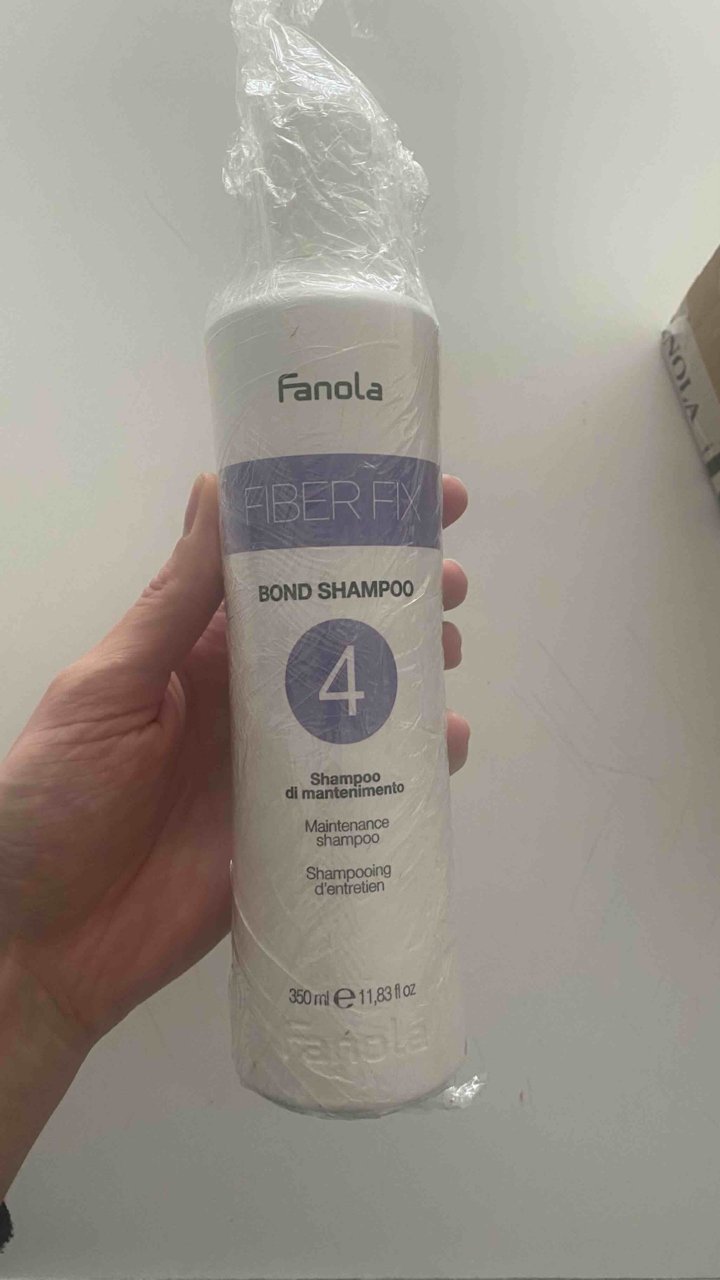 Fanola
FIBER FIX
BOND SHAMPOO
4
Shampoo
di mantenimento
Maintenance
shampoo
Shampooing
d'entretien
350 ml e 11,83 fl oz
Fanola
NOLA